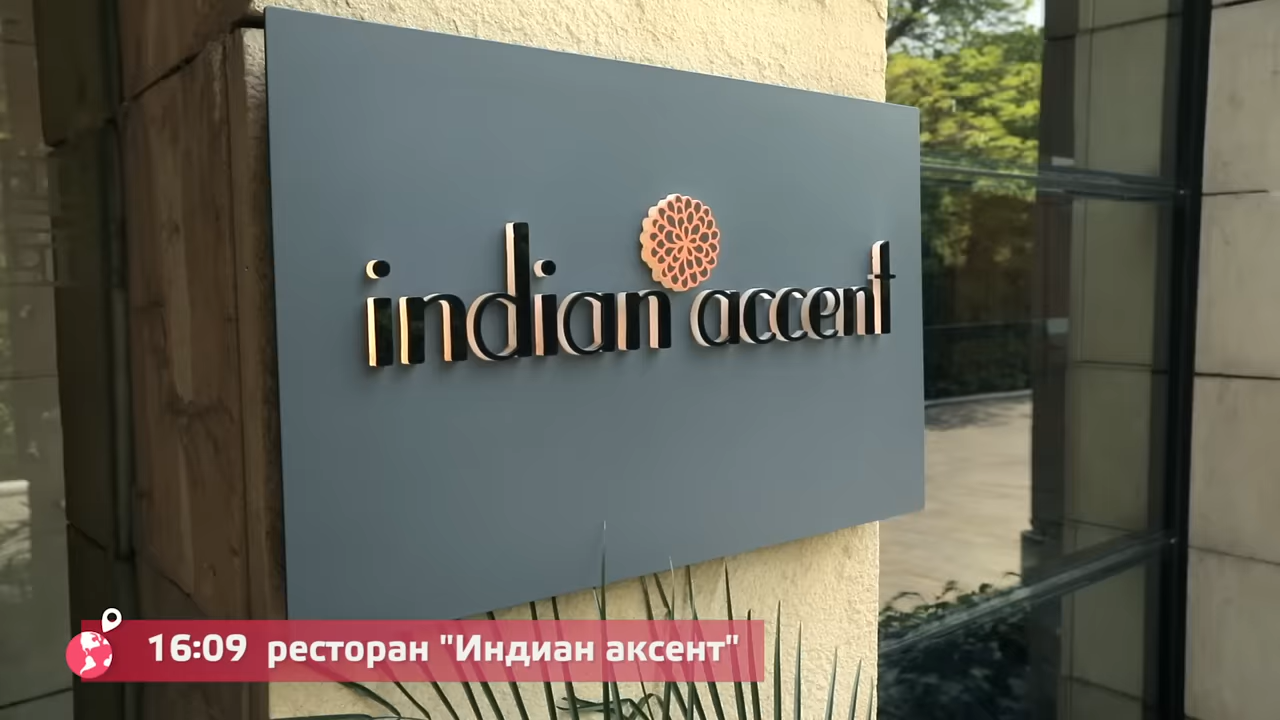 indian accent
16:09 ресторан "Индиан аксент"